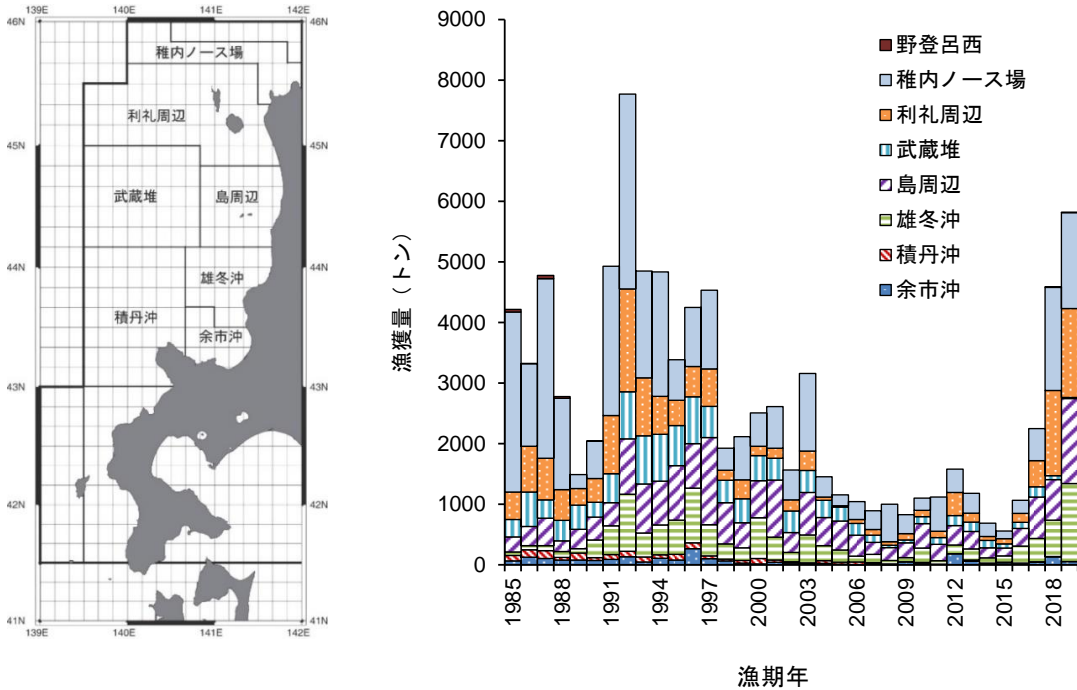 139E 140E 141E 142E
46N 46N
稚内ノース場
利礼周辺
45N 45N
武蔵堆 島周辺
44N 44N
雄冬沖
積丹沖
余市沖
43N 43N
42N 42N
41N 41N
139E 140E 141E 142E
9000
8000
7000
6000
5000
4000
3000
2000
1000
0
漁獲量(トン)
野登呂西
稚内ノース場
利礼周辺
武蔵堆
島周辺
雄冬沖
積丹沖
余市沖
1985 1988 1991 1994 1997 2000 2003 2006 2009 2012 2015 2018
漁期年